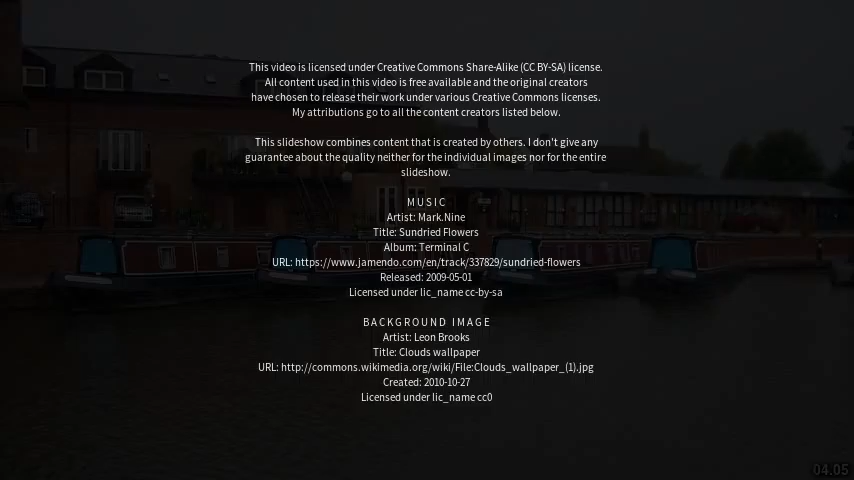 This video is licensed under Creative Commons Share-Alike (CC BY-SA) license.
All content used in this video is free available and the original creators
have chosen to release their work under various Creative Commons licenses.
My attributions go to all the content creators listed below.
This slideshow combines content that is created by others. I don't give any
guarantee about the quality neither for the individual images nor for the entire
slideshow.
MUSIC
Artist: Mark.Nine
Title: Sundried Flowers
Album: Terminal C
URL: https://www.jamendo.com/en/track/337829/sundried-flowers
Released: 2009-05-01
Licensed under lic_name cc-by-sa
BACKGROUND IMAGE
Artist: Leon Brooks
Title: Clouds wallpaper
URL: http://commons.wikimedia.org/wiki/File:Clouds_wallpaper_(1).jpg
Created: 2010-10-27
Licensed under lic_name cc0
04.05